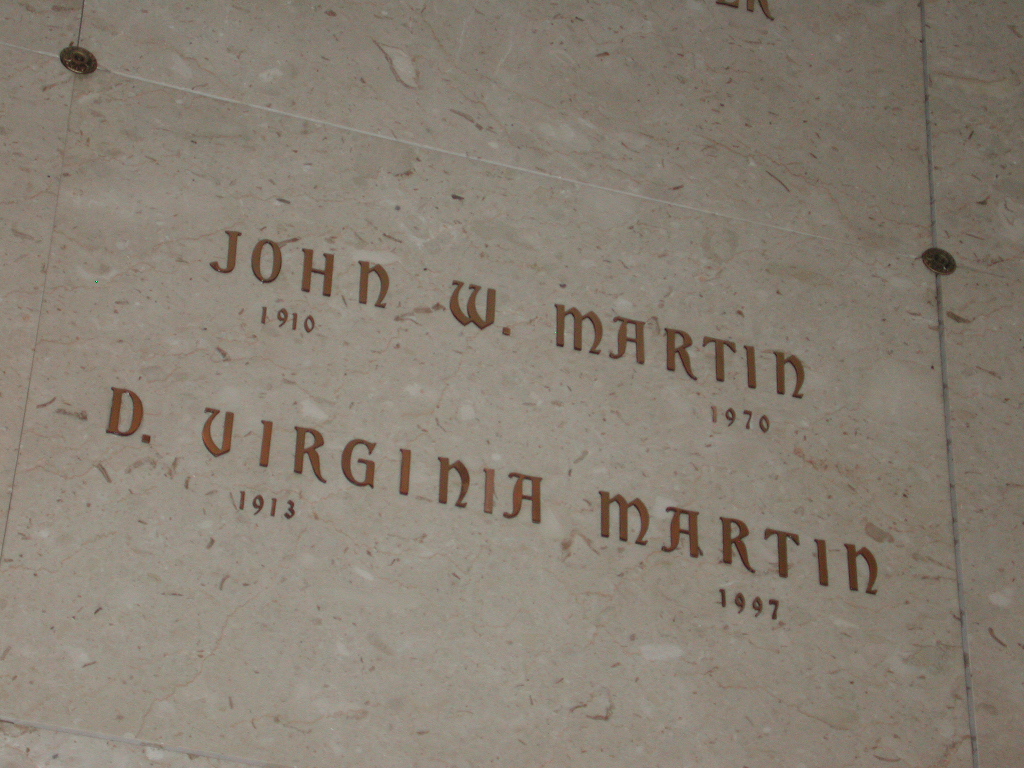 JOHN W. MARTIN
1910 1970
D. VIRGINIA MARTIN
1913 1997